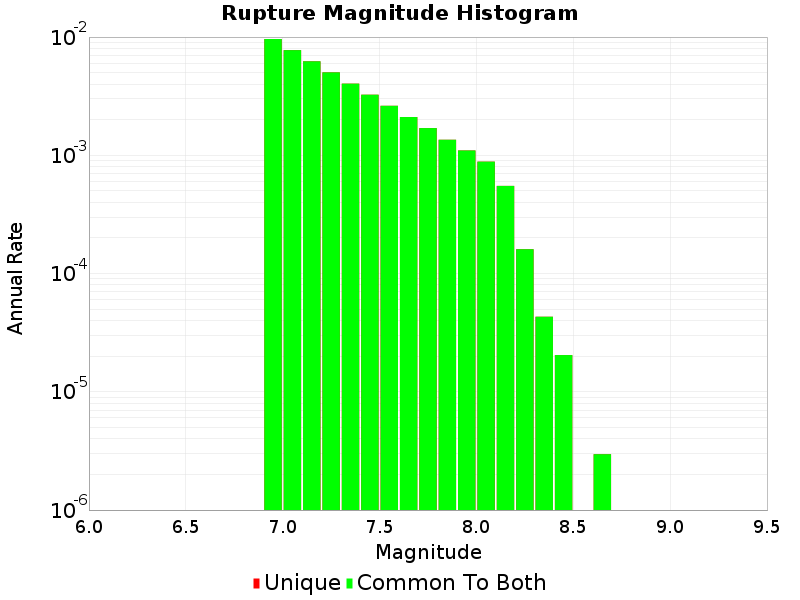 Rupture Magnitude Histogram
10-2
10-3
10-4
10-5
10-6
Annual Rate
6.0 6.5 7.0 7.5 8.0 8.5 9.0 9.5
Magnitude
Unique Common To Both